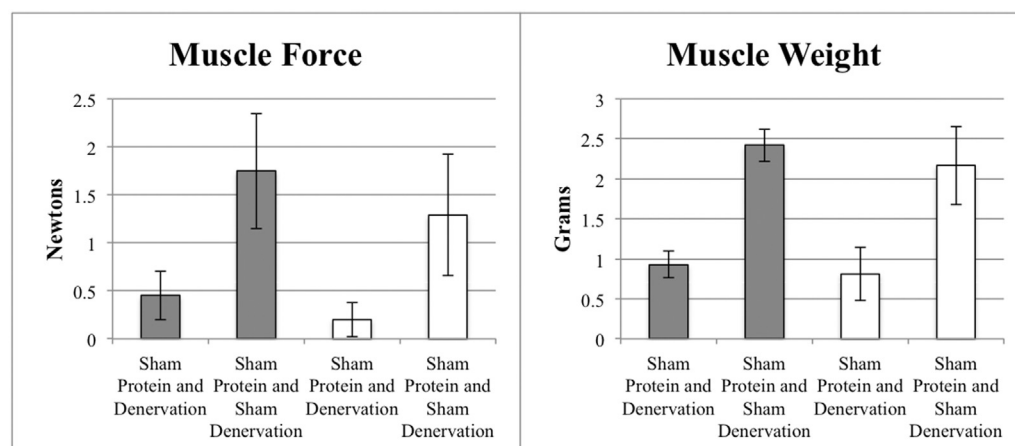 Muscle Force
2.5
2
1.5
1
0.5
0
Newtons
Sham
Protein and
Denervation
Sham
Protein and
Sham
Denervation
Sham
Protein and
Denervation
Sham
Protein and
Sham
Denervation
Muscle Weight
3
2.5
2
1.5
1
0.5
0
Grams
Sham
Protein and
Denervation
Sham
Protein and
Sham
Denervation
Sham
Protein and
Denervation
Sham
Protein and
Sham
Denervation